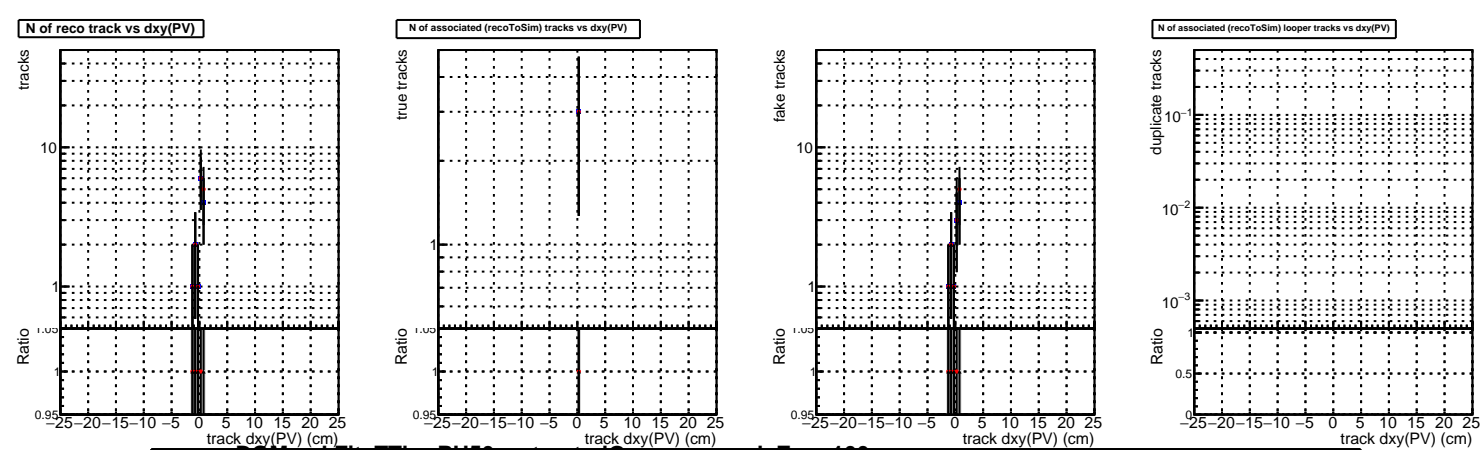 N of reco track vs dxy(PV)
tracks
10
1
Ratio
1.05
1
0.95
−25 −20 −15 −10 −5 0 5 10 15 20 25
track dxy(PV) (cm)
N of associated (recoToSim) tracks vs dxy(PV)
true tracks
1
Ratio
1.05
1
0.95
−25 −20 −15 −10 −5 0 5 10 15 20 25
track dxy(PV) (cm)
fake tracks
10
1
Ratio
1.05
1
0.95
−25 −20 −15 −10 −5 0 5 10 15 20 25
track dxy(PV) (cm)
N of associated (recoToSim) looper tracks vs dxy(PV)
duplicate tracks
10−1
10−2
10−3
Ratio
1
0.5
0
−25 −20 −15 −10 −5 0 5 10 15 20 25
track dxy(PV) (cm)